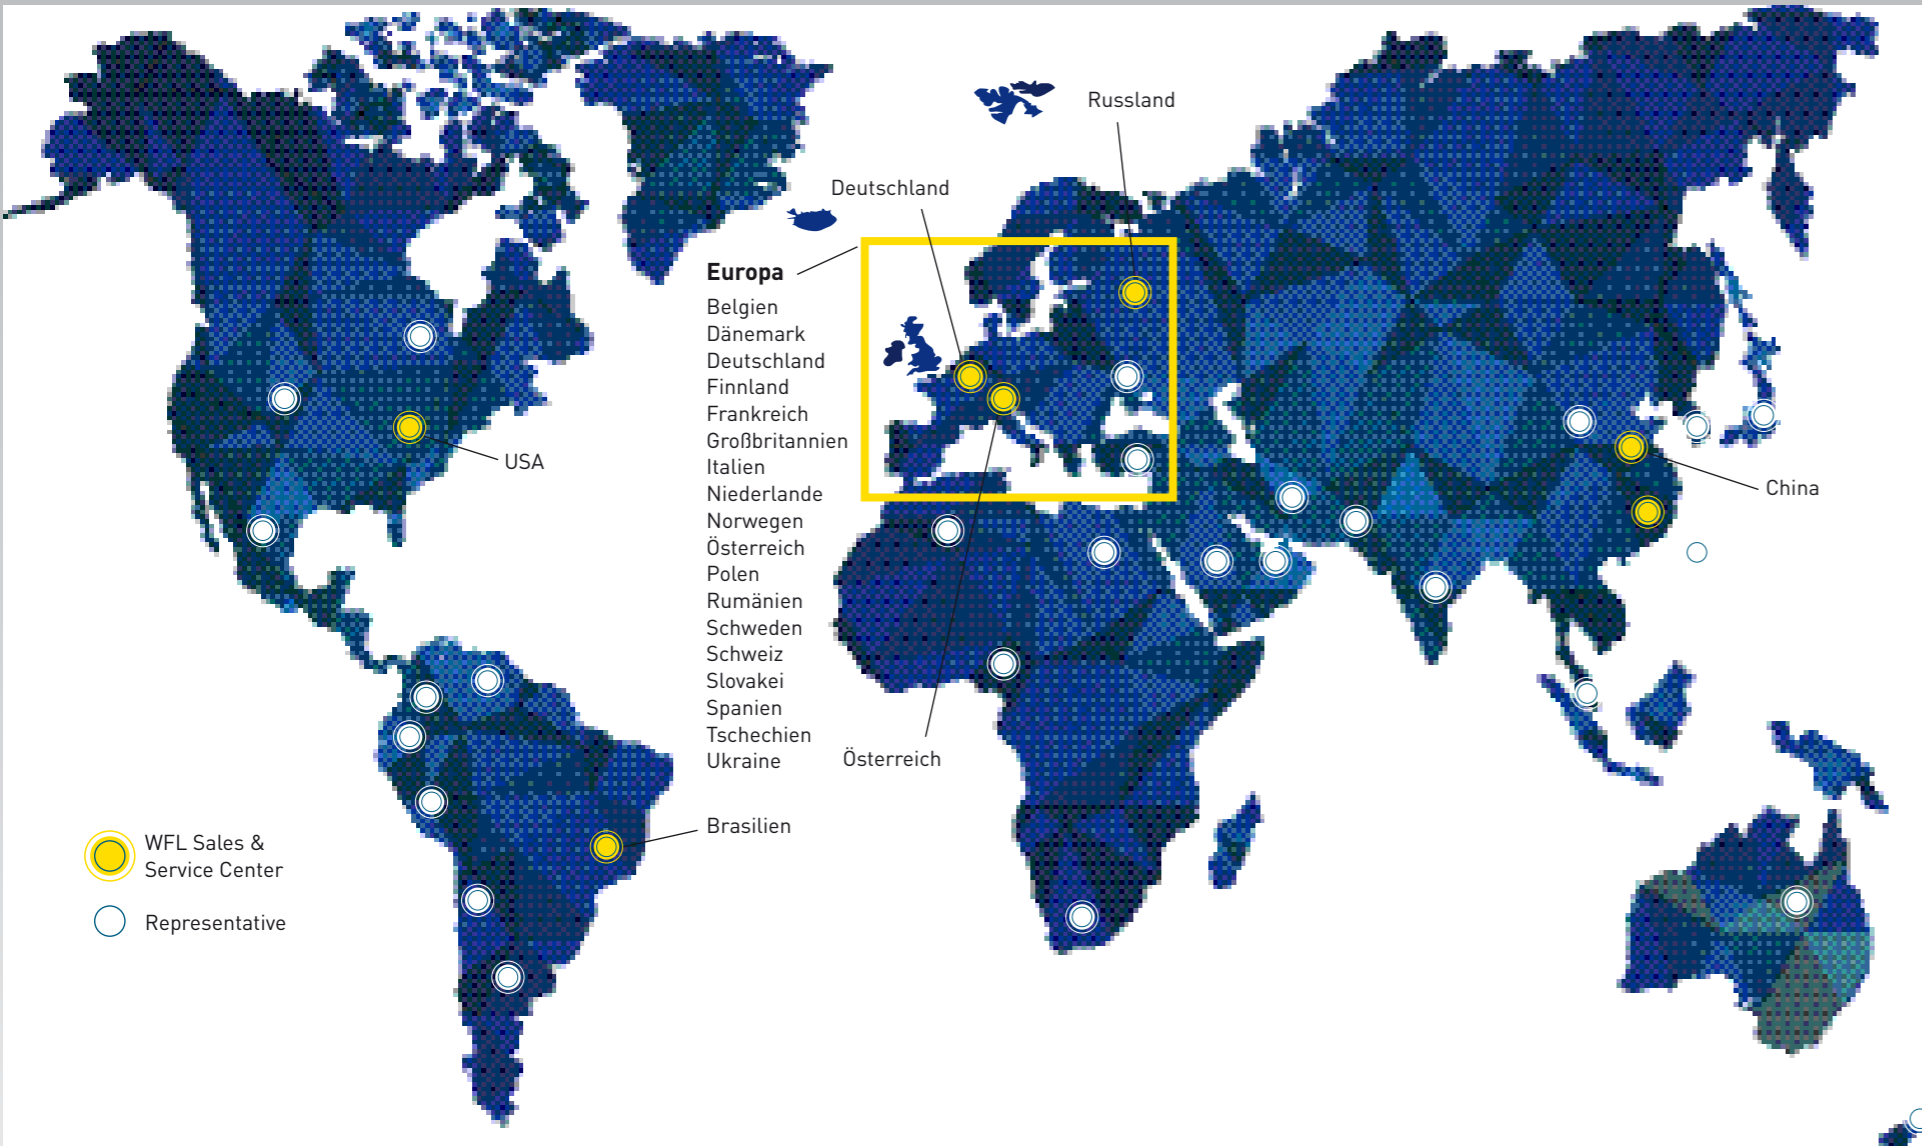 Russland
Deutschland
Europa
Belgien
Dänemark
Deutschland
Finnland
Frankreich
Großbritannien
Italien
Niederlande
Norwegen
Österreich
Polen
Rumänien
Schweden
Schweiz
Slovakei
Spanien
Tschechien
Ukraine
USA
China
Österreich
Brasilien
WFL Sales &
Service Center
Representative